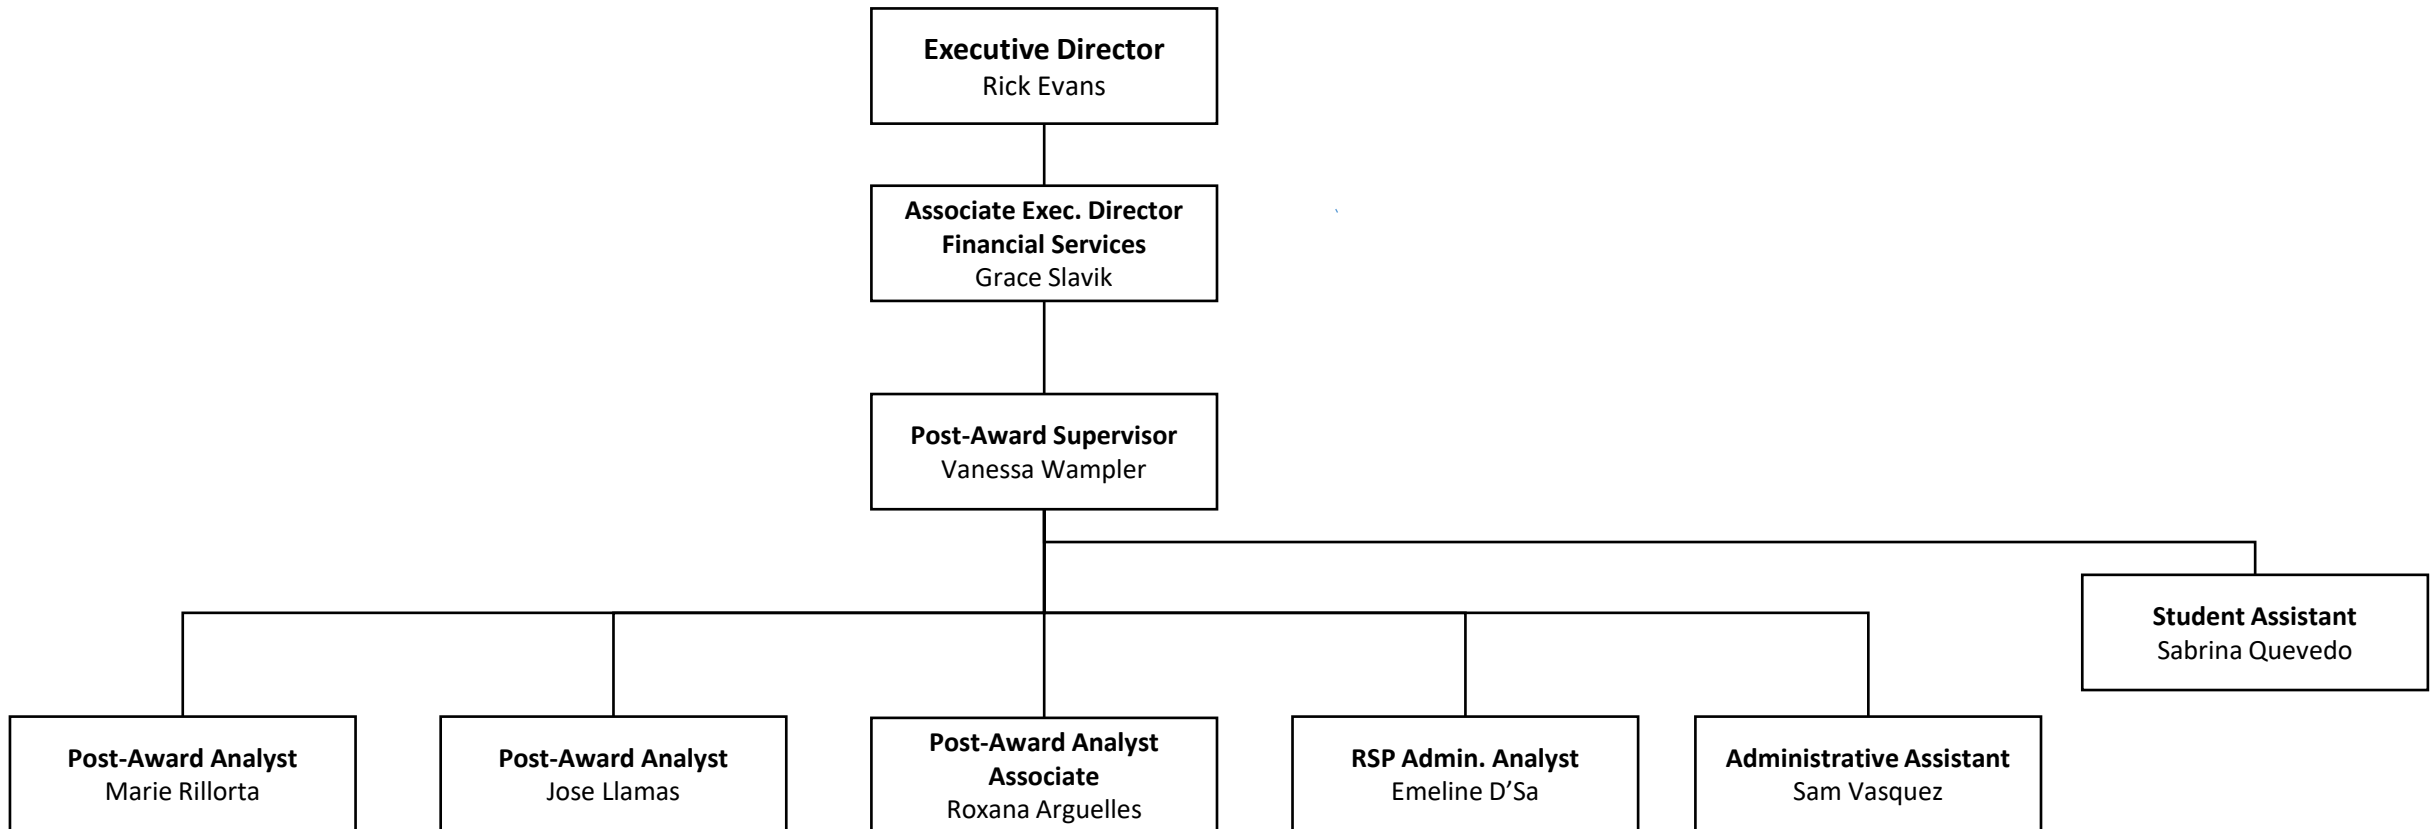 Executive Director
Rick Evans
Associate Exec. Director
Financial Services
Grace Slavik
Post-Award Supervisor
Vanessa Wampler
Student Assistant
Sabrina Quevedo
Post-Award Analyst
Marie Rillorta
Post-Award Analyst
Jose Llamas
Post-Award Analyst
Associate
Roxana Arguelles
RSP Admin. Analyst
Emeline D’Sa
Administrative Assistant
Sam Vasquez